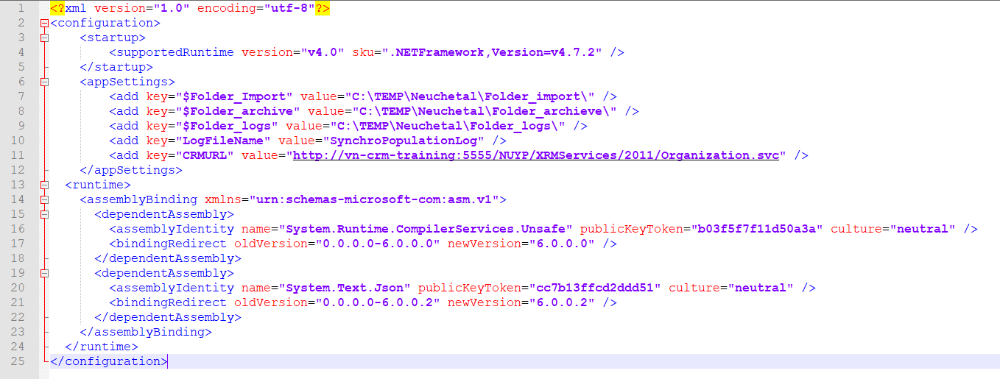 1 <?xml version="1.0" encoding="utf-8"?>
2 <configuration>
3 <startup>
4 <supportedRuntime version="v4.0" sku=".NETFramework,Version=v4.7.2" />
5 </startup>
6 <appSettings>
7 <add key="$Folder_Import" value="C:\TEMP\Neuchetal\Folder_import\" />
8 <add key="$Folder_archive" value="C:\TEMP\Neuchetal\Folder_archieve\" />
9 <add key="$Folder_logs" value="C:\TEMP\Neuchetal\Folder_logs\" />
10 <add key="LogFileName" value="SynchroPopulationLog" />
11 <add key="CRMURL" value="http://vn-crm-training:5555/NUYP/XRMServices/2011/Organization.svc" />
12 </appSettings>
13 <runtime>
14 <assemblyBinding xmlns="urn:schemas-microsoft-com:asm.v1">
15 <dependentAssembly>
16 <assemblyIdentity name="System.Runtime.CompilerServices.Unsafe" publicKeyToken="b03f5f7f11d50a3a" culture="neutral" />
17 <bindingRedirect oldVersion="0.0.0.0-6.0.0.0" newVersion="6.0.0.0" />
18 </dependentAssembly>
19 <dependentAssembly>
20 <assemblyIdentity name="System.Text.Json" publicKeyToken="cc7b13ffcd2ddd51" culture="neutral" />
21 <bindingRedirect oldVersion="0.0.0.0-6.0.0.2" newVersion="6.0.0.2" />
22 </dependentAssembly>
23 </assemblyBinding>
24 </runtime>
25 </configuration>